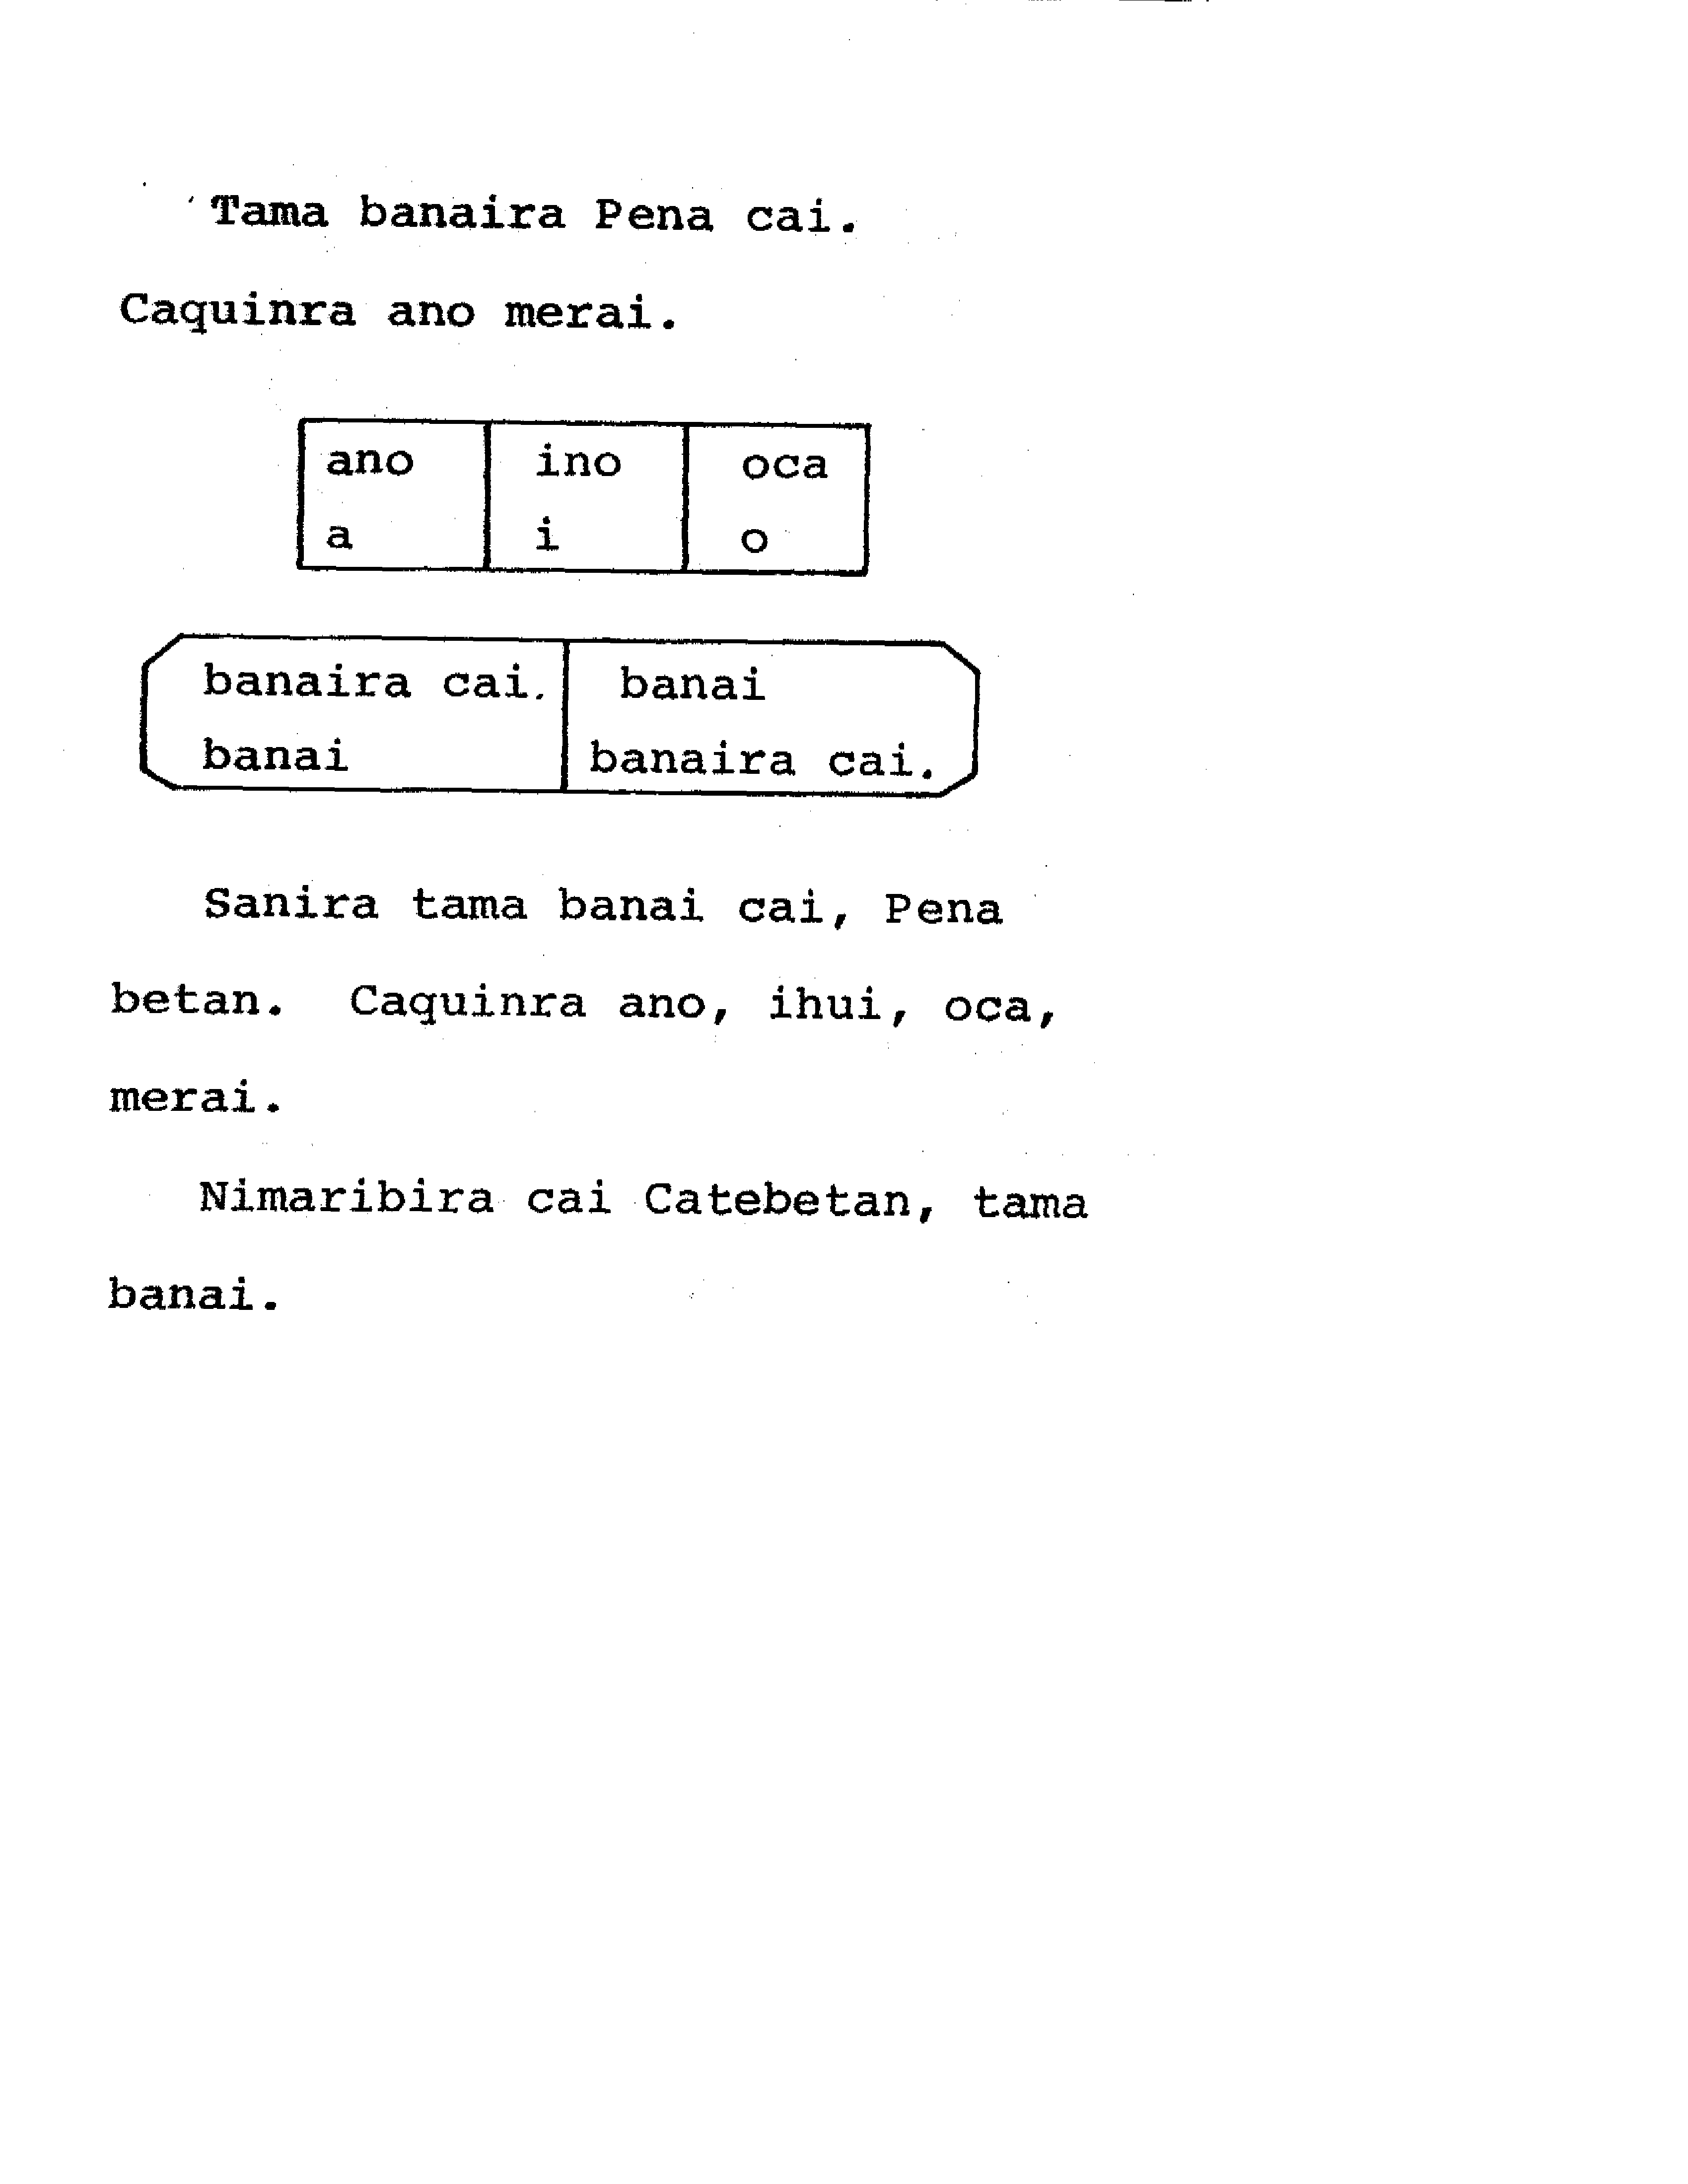 Tama banaira Pena cai.
Caquinra ano merai.
ano ino oca
a i o
banaira cai. banai
banai banaira cai.
Sanira tama banai cai, Pena
betan. Caquinra ano, ihui, oca,
merai.
Nimaribira cai Catebetan, tama
banai.